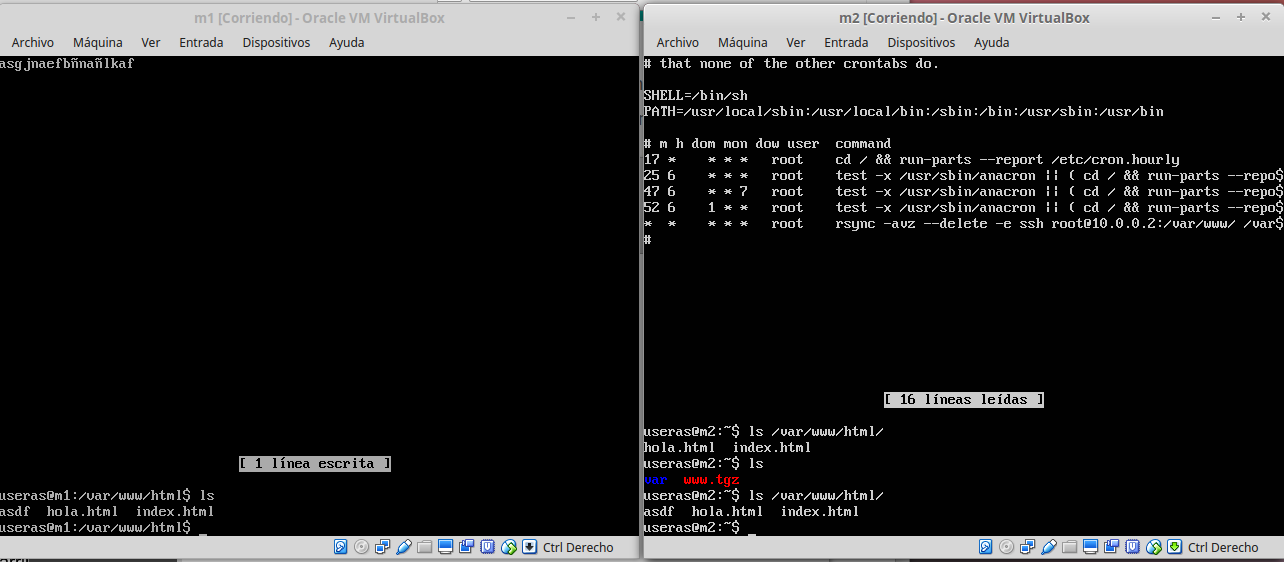 m1 [Corriendo] - Oracle VM VirtualBox
Archivo Máquina Ver Entrada Dispositivos Ayuda
asgjnaefbñnañlkaf
[ 1 línea escrita ]
useras@m1:/var/www/html$ ls
asdf  hola.html  index.html
useras@m1:/var/www/html$ _
Ctrl Derecho
m2 [Corriendo] - Oracle VM VirtualBox
Archivo Máquina Ver Entrada Dispositivos Ayuda
# that none of the other crontabs do.
SHELL=/bin/sh
PATH=/usr/local/sbin:/usr/local/bin:/sbin:/bin:/usr/sbin:/usr/bin
# m h dom mon dow user  command
17 *    * * *   root    cd / && run-parts --report /etc/cron.hourly
25 6    * * *   root    test -x /usr/sbin/anacron || ( cd / && run-parts --repo$
47 6    * * 7   root    test -x /usr/sbin/anacron || ( cd / && run-parts --repo$
52 6    1 * *   root    test -x /usr/sbin/anacron || ( cd / && run-parts --repo$
*  *    * * *   root    rsync -avz --delete -e ssh root@10.0.0.2:/var/www/ /var$
#
[ 16 líneas leídas ]
useras@m2:~$ ls /var/www/html/
hola.html  index.html
useras@m2:~$ ls
var  www.tgz
useras@m2:~$ ls /var/www/html/
asdf  hola.html  index.html
useras@m2:~$ _
Ctrl Derecho